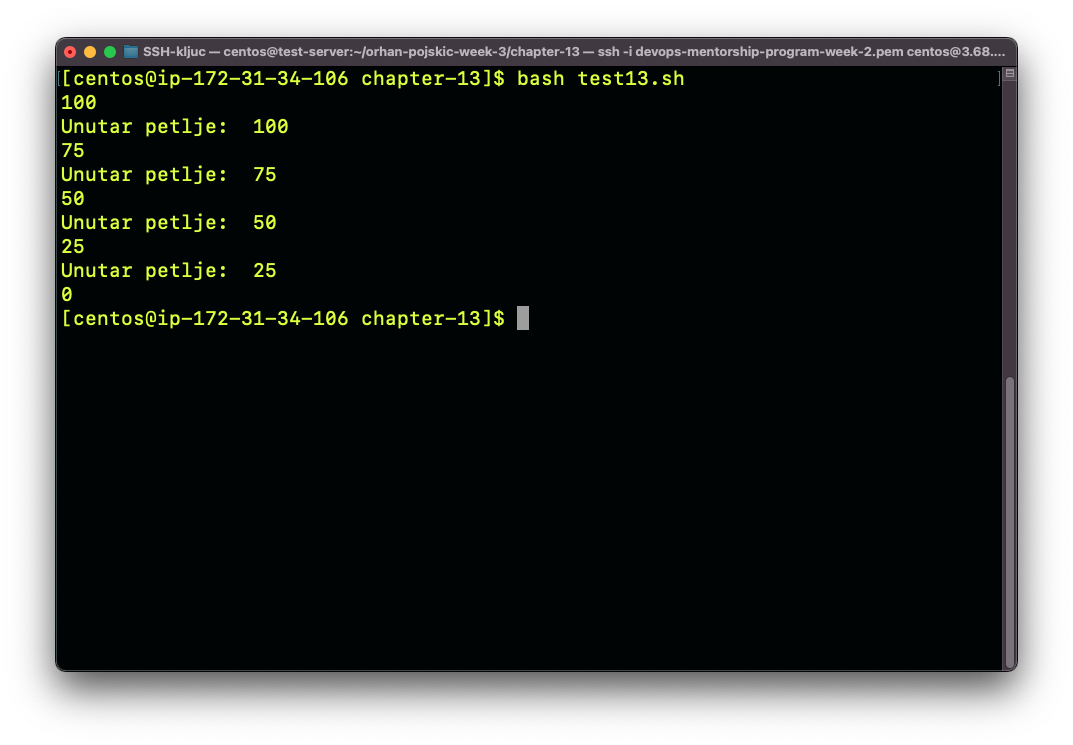 SSH-kljuc — centos@test-server:~/orhan-pojskic-week-3/chapter-13 — ssh -i devops-mentorship-program-week-2.pem centos@3.68....
[centos@ip-172-31-34-106 chapter-13]$ bash test13.sh
100
Unutar petlje:  100
75
Unutar petlje:  75
50
Unutar petlje:  50
25
Unutar petlje:  25
0
[centos@ip-172-31-34-106 chapter-13]$